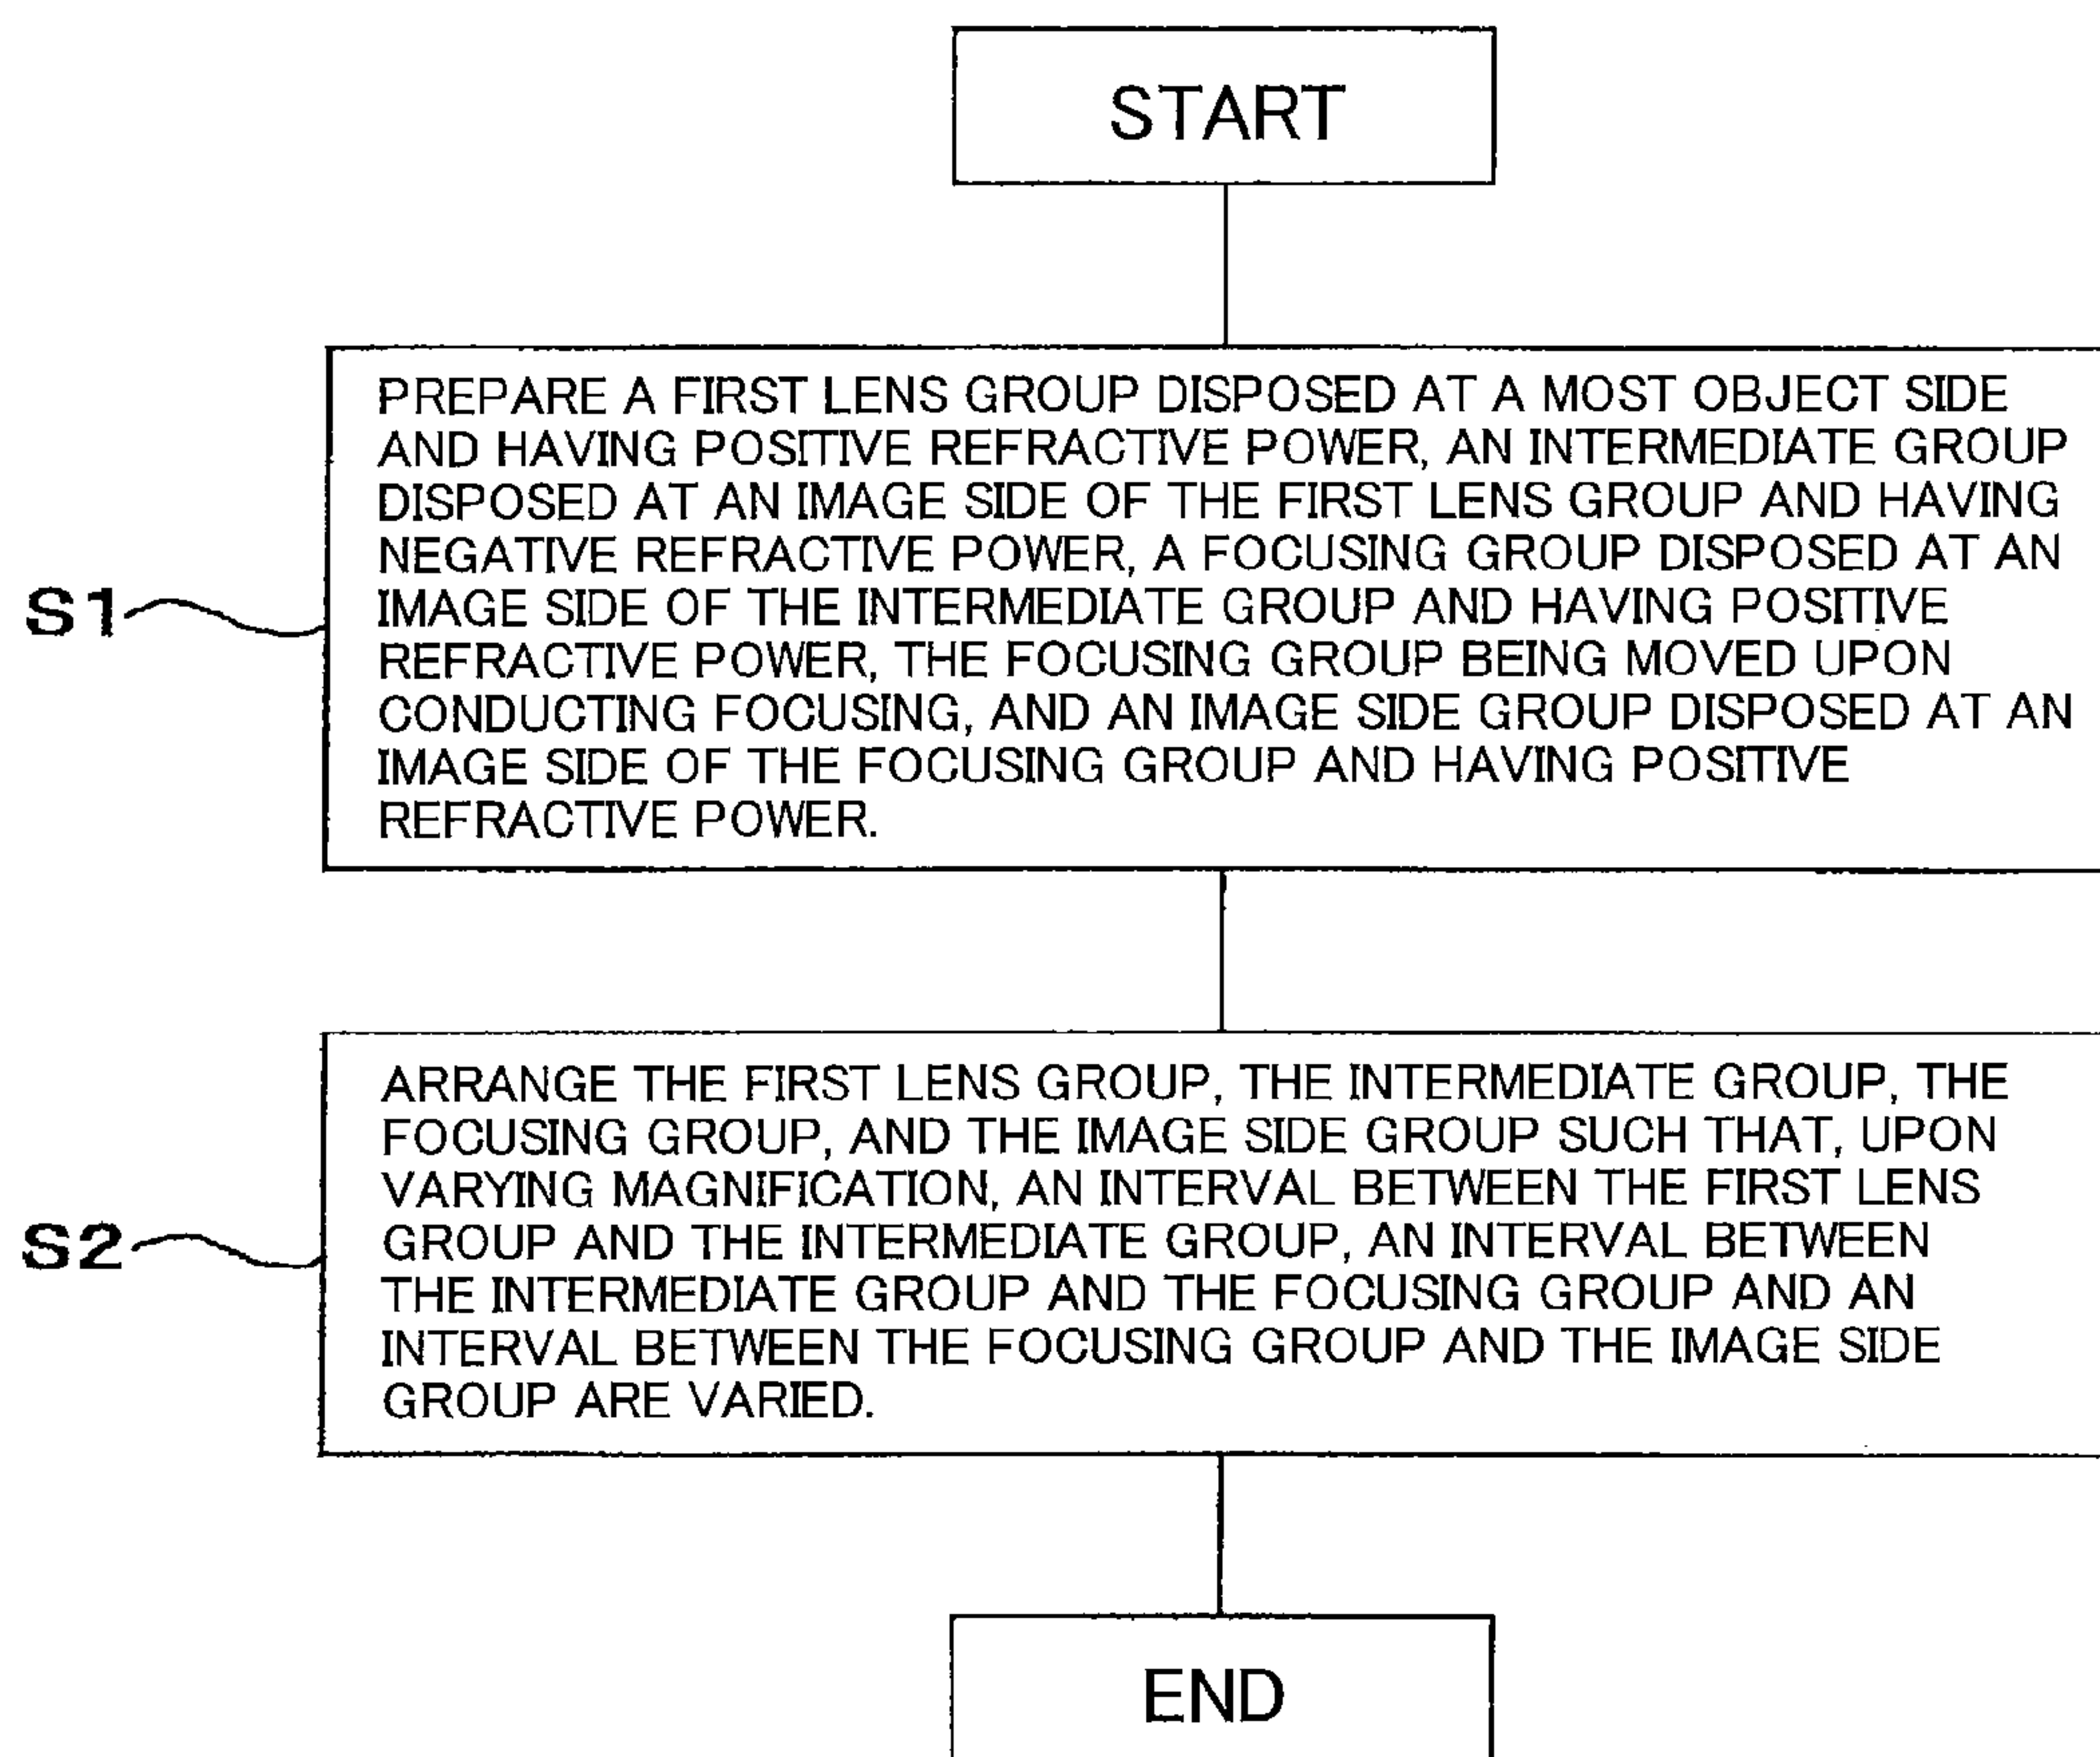 START
PREPARE A FIRST LENS GROUP DISPOSED AT A MOST OBJECT SIDE
AND HAVING POSITIVE REFRACTIVE POWER, AN INTERMEDIATE GROUP
DISPOSED AT AN IMAGE SIDE OF THE FIRST LENS GROUP AND HAVING
NEGATIVE REFRACTIVE POWER, A FOCUSING GROUP DISPOSED AT AN
IMAGE SIDE OF THE INTERMEDIATE GROUP AND HAVING POSITIVE
REFRACTIVE POWER, THE FOCUSING GROUP BEING MOVED UPON
CONDUCTING FOCUSING, AND AN IMAGE SIDE GROUP DISPOSED AT AN
IMAGE SIDE OF THE FOCUSING GROUP AND HAVING POSITIVE
REFRACTIVE POWER.
S1
ARRANGE THE FIRST LENS GROUP, THE INTERMEDIATE GROUP, THE
FOCUSING GROUP, AND THE IMAGE SIDE GROUP SUCH THAT, UPON
VARYING MAGNIFICATION, AN INTERVAL BETWEEN THE FIRST LENS
GROUP AND THE INTERMEDIATE GROUP, AN INTERVAL BETWEEN
THE INTERMEDIATE GROUP AND THE FOCUSING GROUP AND AN
INTERVAL BETWEEN THE FOCUSING GROUP AND THE IMAGE SIDE
GROUP ARE VARIED.
S2
END